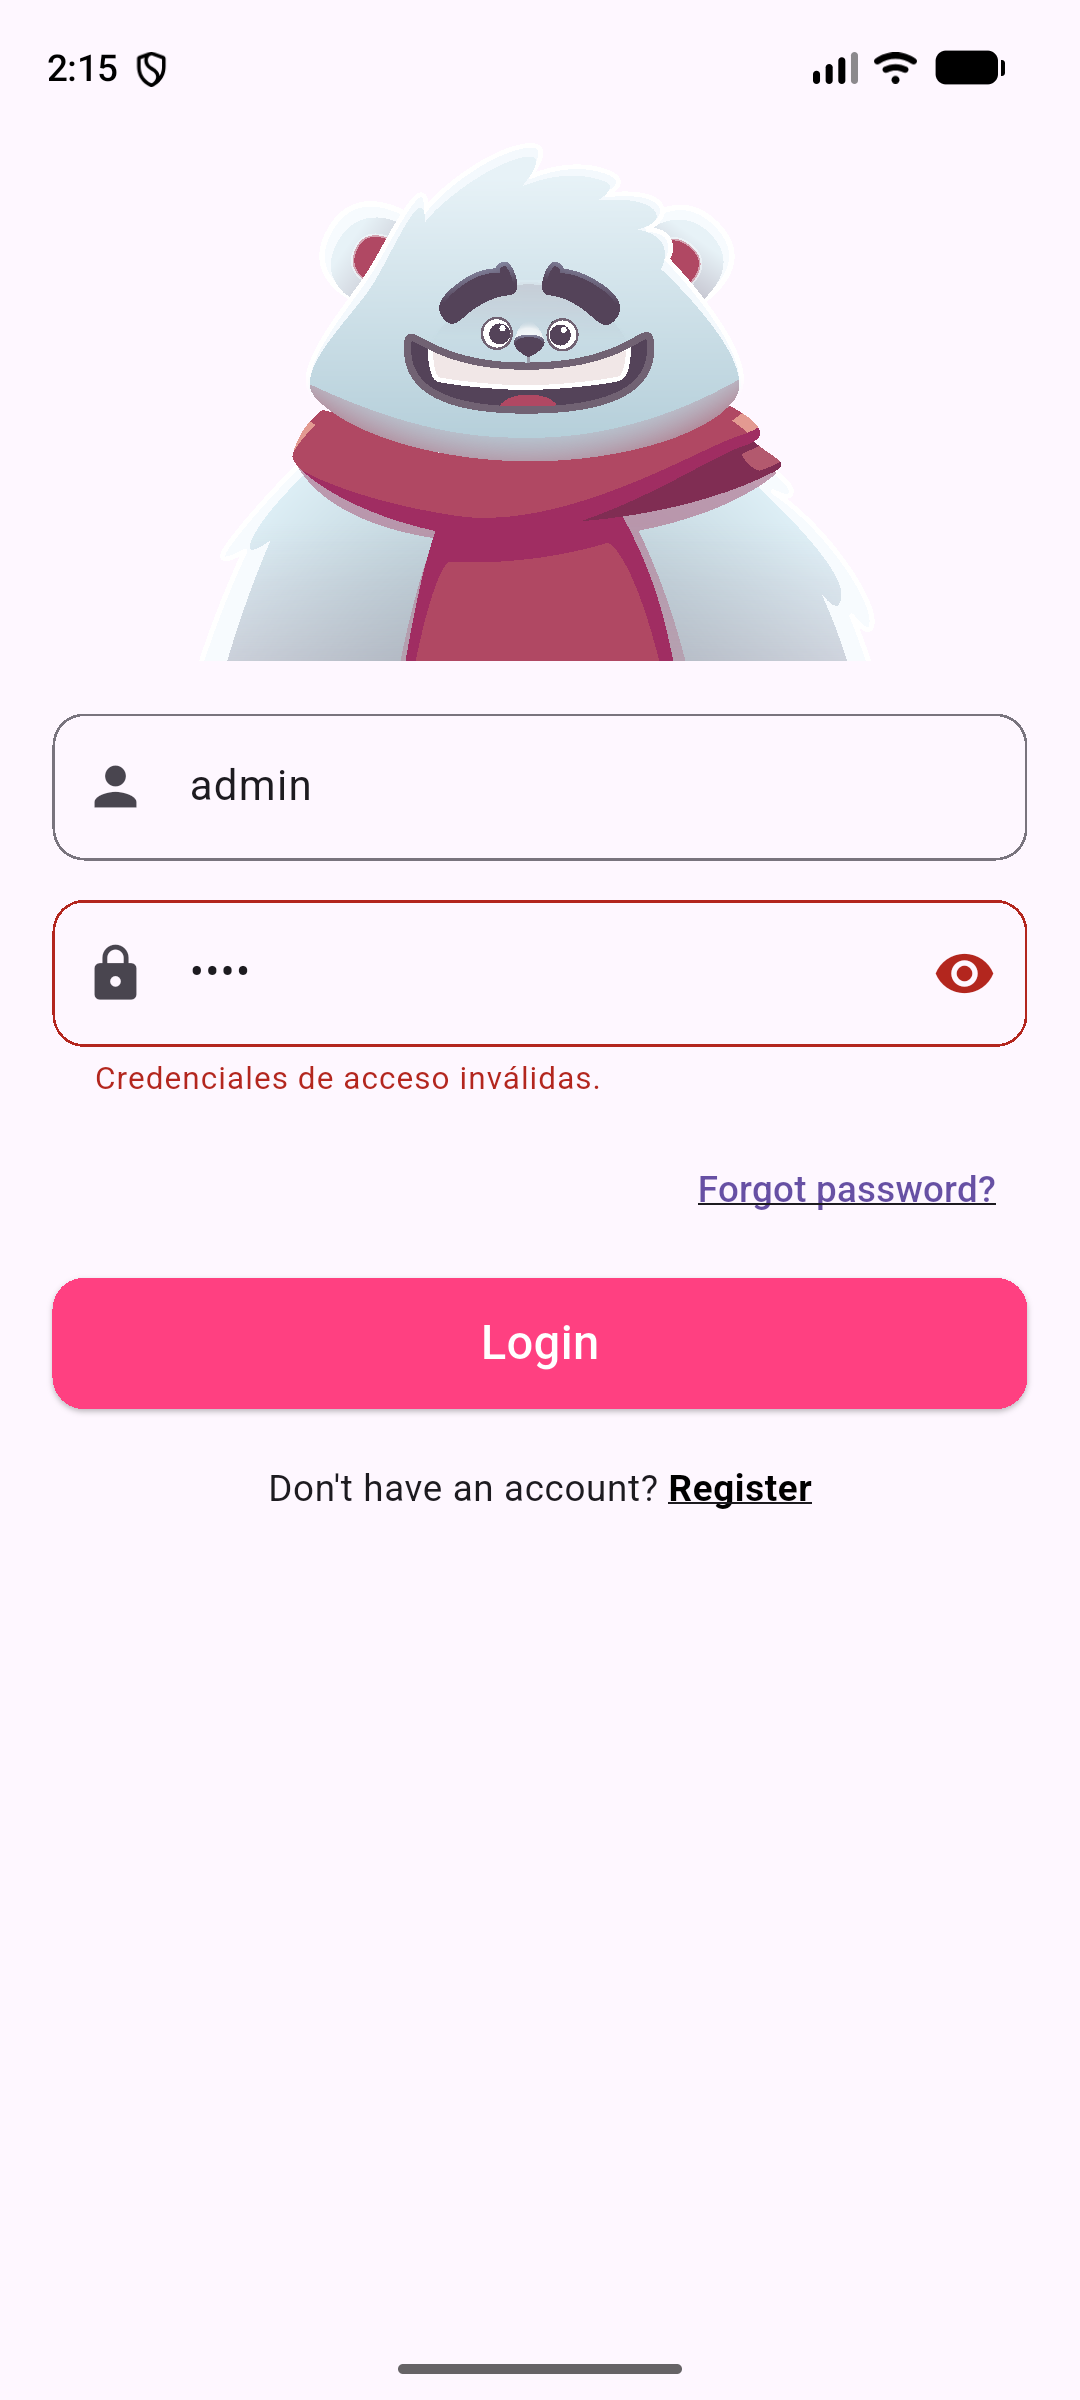 2:15
admin
••••
Credenciales de acceso inválidas.
Forgot password?
Login
Don't have an account? Register